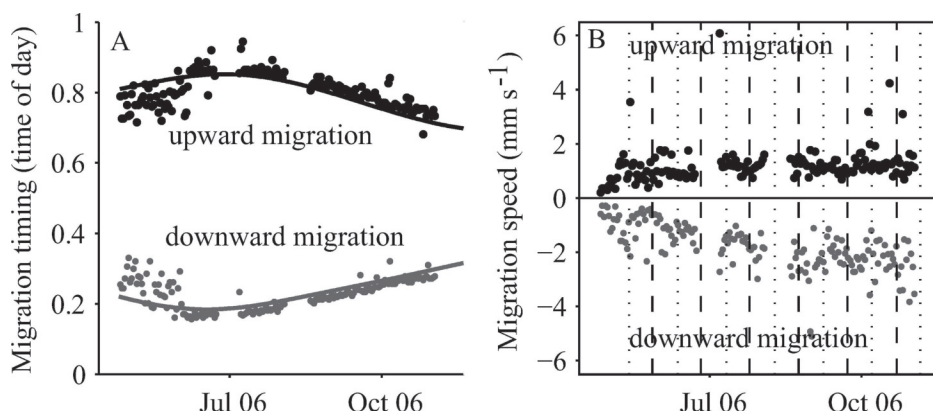 Migration timing (time of day)
1
0.8
0.6
0.4
0.2
0
A
upward migration
downward migration
Jul 06
Oct 06
Migration speed (mm s⁻¹)
6
4
2
0
−2
−4
−6
B
upward migration
downward migration
Jul 06
Oct 06